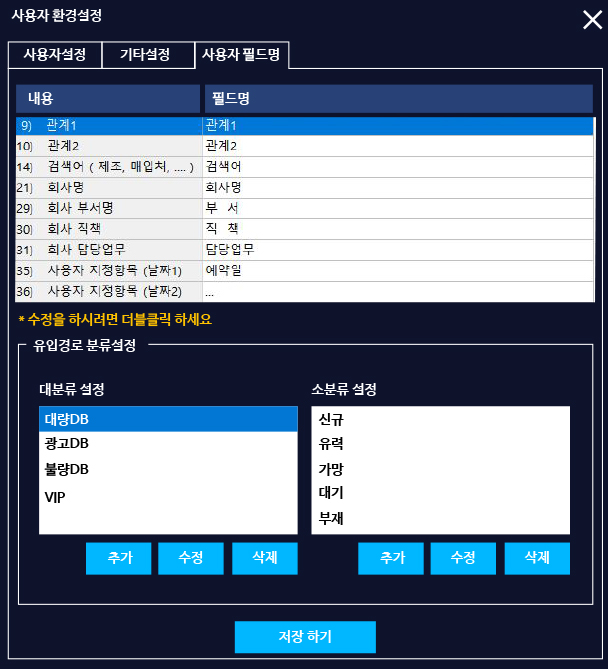 사용자 환경설정
사용자설정 기타설정 사용자 필드명
내용 필드명
9) 관계1 관계1
10) 관계2 관계2
14) 검색어 ( 제조, 매입처, .... ) 검색어
21) 회사명 회사명
29) 회사 부서명 부 서
30) 회사 직책 직 책
31) 회사 담당업무 담당업무
35) 사용자 지정항목 (날짜1) 예약일
36) 사용자 지정항목 (날짜2) ...
* 수정을 하시려면 더블클릭 하세요
유입경로 분류설정
대분류 설정 소분류 설정
대량DB 신규
광고DB 유력
불량DB 가망
VIP 대기
부재
추가 수정 삭제 추가 수정 삭제
저장 하기